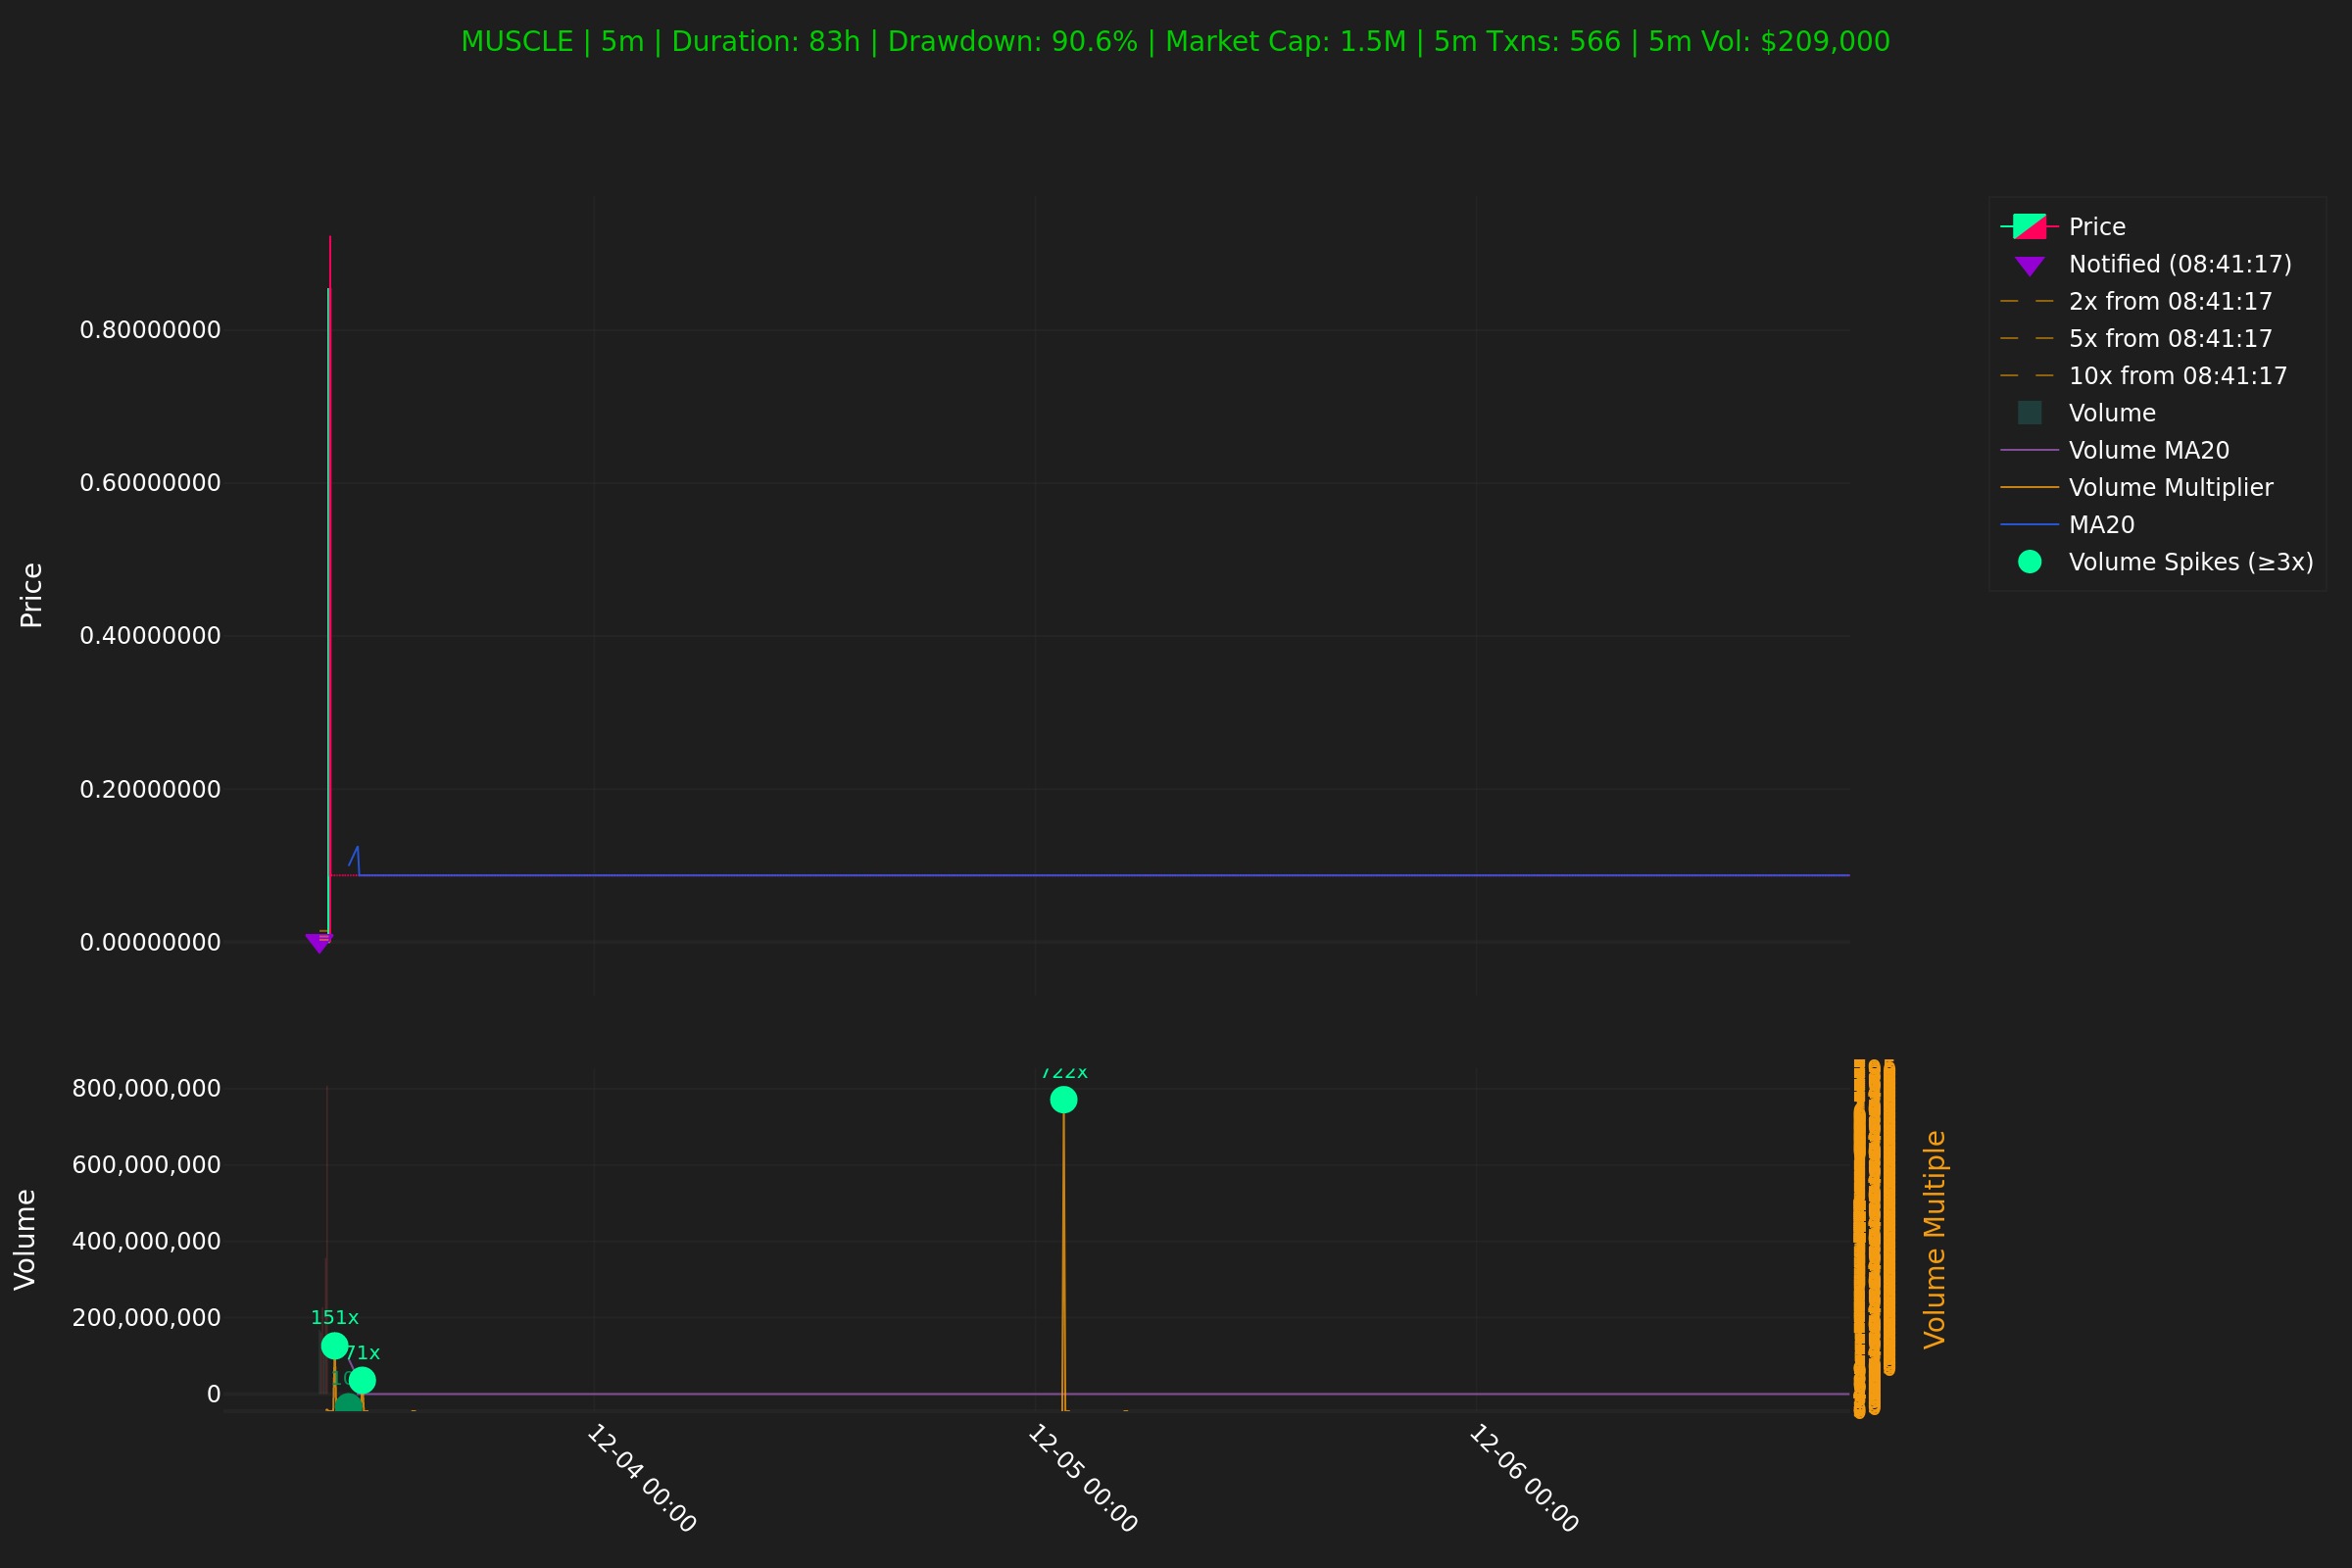 MUSCLE | 5m | Duration: 83h | Drawdown: 90.6% | Market Cap: 1.5M | 5m Txns: 566 | 5m Vol: $209,000
Price
Notified (08:41:17)
2x from 08:41:17
5x from 08:41:17
10x from 08:41:17
Volume
Volume MA20
Volume Multiplier
MA20
Volume Spikes (≥3x)
Price
0.80000000
0.60000000
0.40000000
0.20000000
0.00000000
Volume
800,000,000
600,000,000
400,000,000
200,000,000
0
722x
151x
71x
Volume Multiple
12-04 00:00
12-05 00:00
12-06 00:00